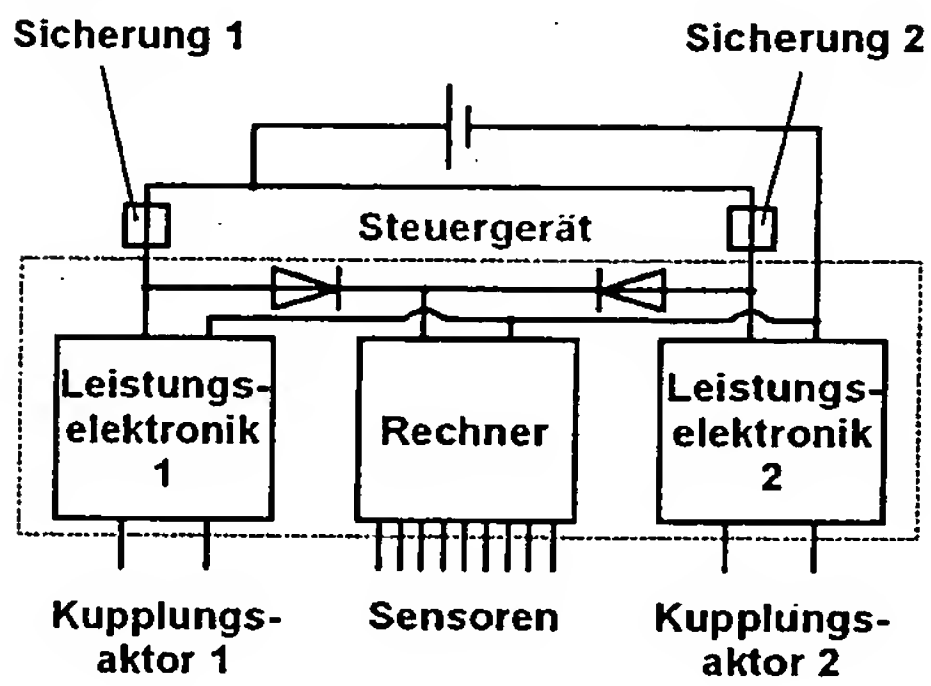 Sicherung 1
Sicherung 2
Steuergerät
Leistungs-
elektronik
1
Rechner
Leistungs-
elektronik
2
Kupplungs-
aktor 1
Sensoren
Kupplungs-
aktor 2